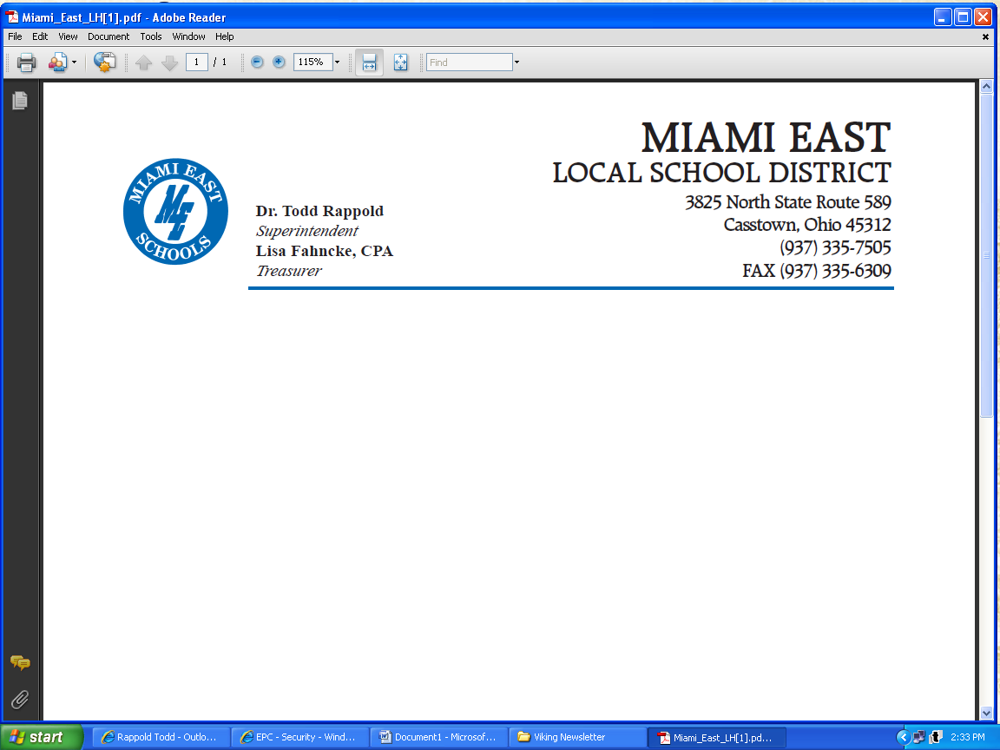 Miami_East_LH[1].pdf - Adobe Reader
File Edit View Document Tools Window Help
1 / 1 115% Find
MIAMI EAST
LOCAL SCHOOL DISTRICT
3825 North State Route 589
Casstown, Ohio 45312
(937) 335-7505
FAX (937) 335-6309
MIAMI EAST
ME
SCHOOLS
Dr. Todd Rappold
Superintendent
Lisa Fahncke, CPA
Treasurer
start Rappold Todd - Outlo... EPC - Security - Wind... Document1 - Microsof... Viking Newsletter Miami_East_LH[1].pd... 2:33 PM